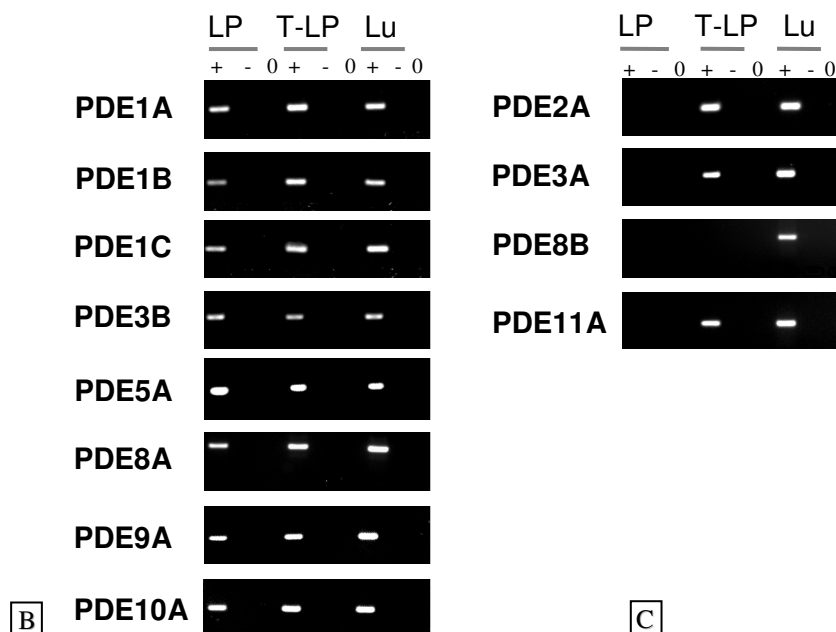 LP T-LP Lu
+ - 0 + - 0 + - 0
PDE1A
PDE1B
PDE1C
PDE3B
PDE5A
PDE8A
PDE9A
PDE10A
B
LP T-LP Lu
+ - 0 + - 0 + - 0
PDE2A
PDE3A
PDE8B
PDE11A
C